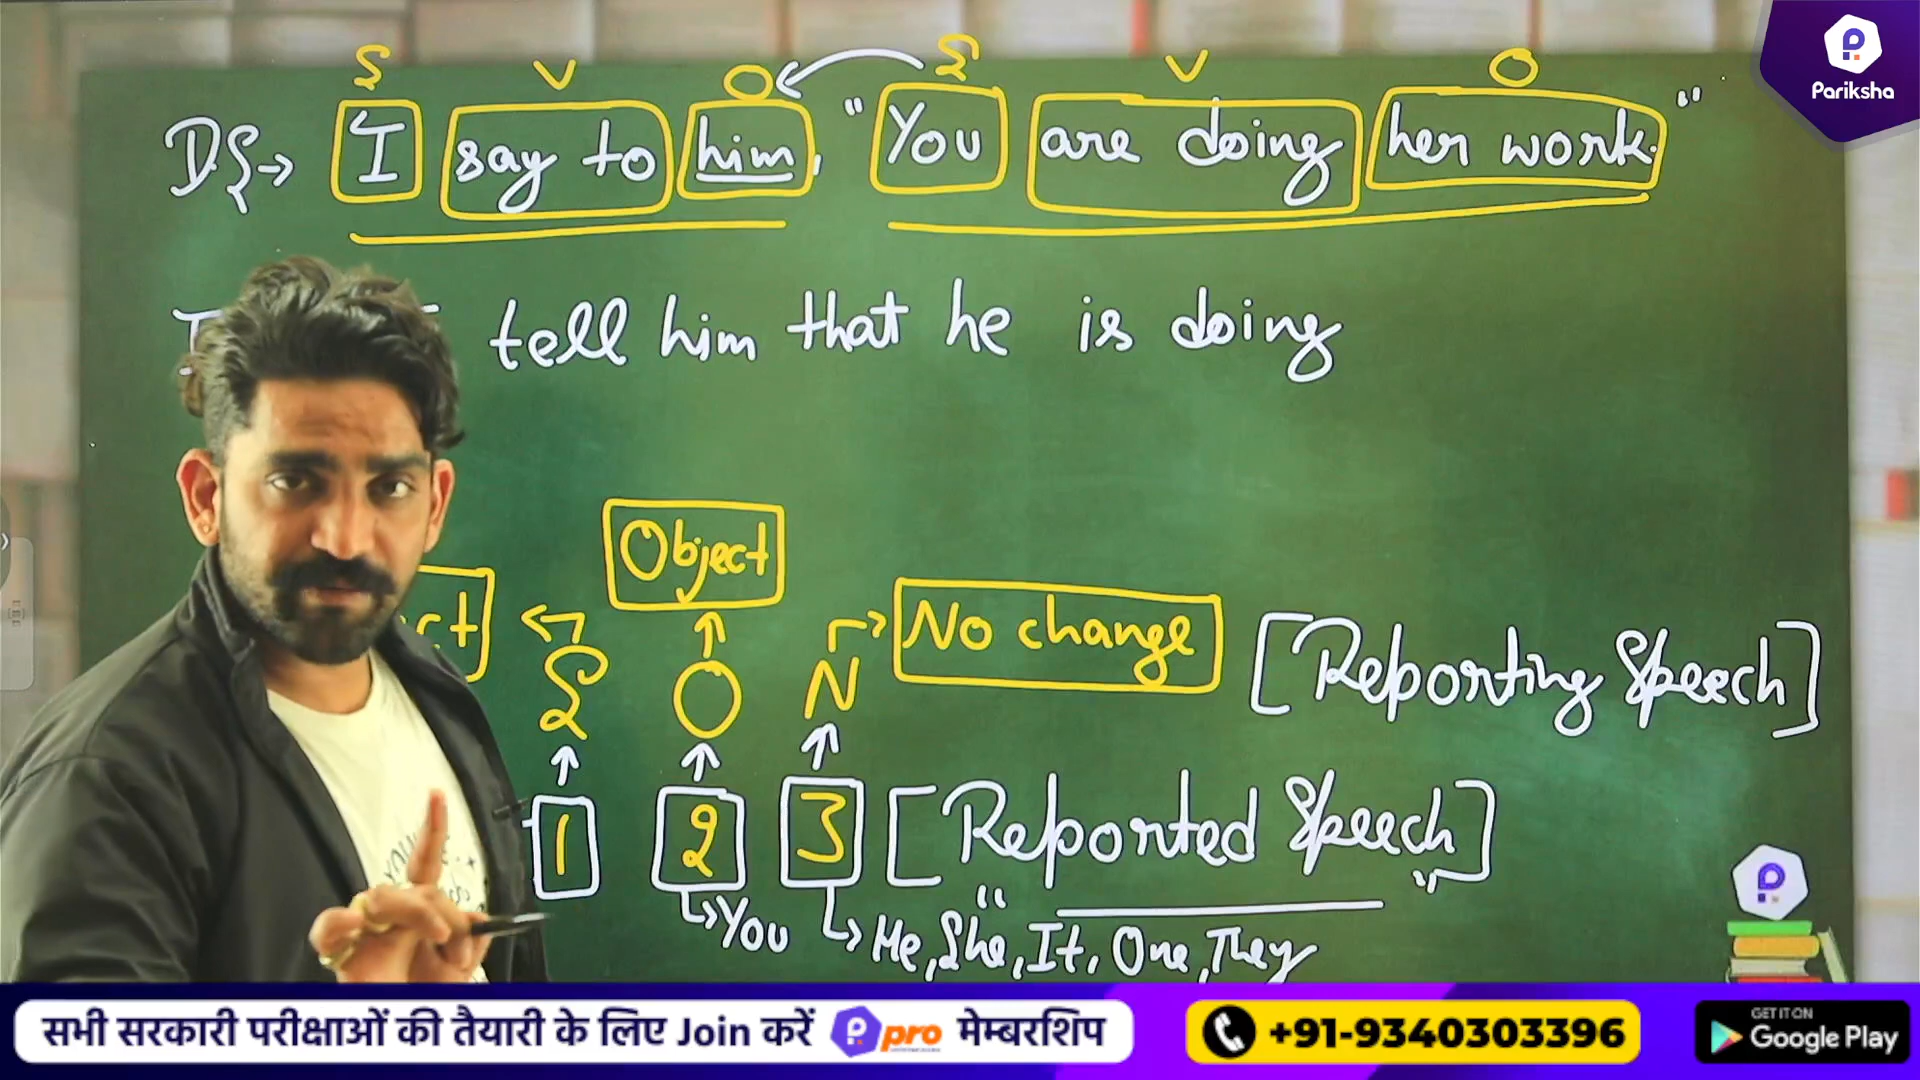 S V O S V O
DS→ I say to him, "You are doing her work."
tell him that he is doing
Object
No change
S O N [Reporting Speech]
1 2 3 [Reported Speech]
You " "
He, She, It, One, They
Pariksha
सभी सरकारी परीक्षाओं की तैयारी के लिए Join करें pro मेम्बरशिप
+91-9340303396
GET IT ON
Google Play